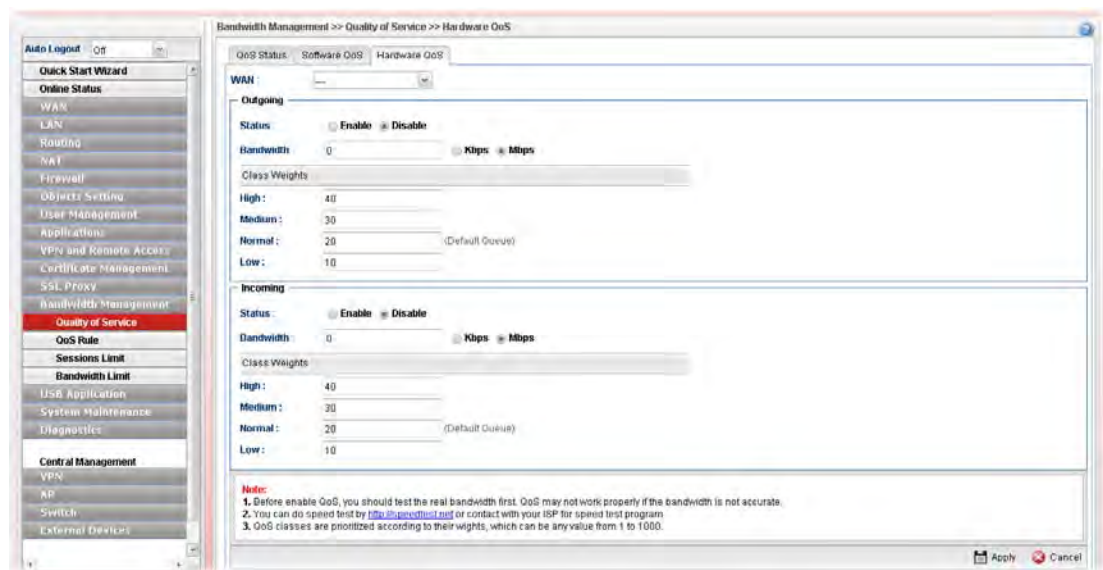 Bandwidth Management >> Quality of Service >> Hardware QoS
Auto Logout Off
Quick Start Wizard
Online Status
WAN
LAN
Routing
NAT
Firewall
Objects Setting
User Management
Applications
VPN and Remote Access
Certificate Management
SSL Proxy
Bandwidth Management
Quality of Service
QoS Rule
Sessions Limit
Bandwidth Limit
USB Application
System Maintenance
Diagnostics
Central Management
VPN
AP
Switch
External Devices
QoS Status Software QoS Hardware QoS
WAN : ---
Outgoing
Status Enable Disable
Bandwidth 0 Kbps Mbps
Class Weights
High : 40
Medium : 30
Normal : 20 (Default Queue)
Low : 10
Incoming
Status Enable Disable
Bandwidth 0 Kbps Mbps
Class Weights
High : 40
Medium : 30
Normal : 20 (Default Queue)
Low : 10
Note:
1. Before enable QoS, you should test the real bandwidth first. QoS may not work properly if the bandwidth is not accurate.
2. You can do speed test by http://speedtest.net or contact with your ISP for speed test program
3. QoS classes are prioritized according to their wights, which can be any value from 1 to 1000.
Apply Cancel